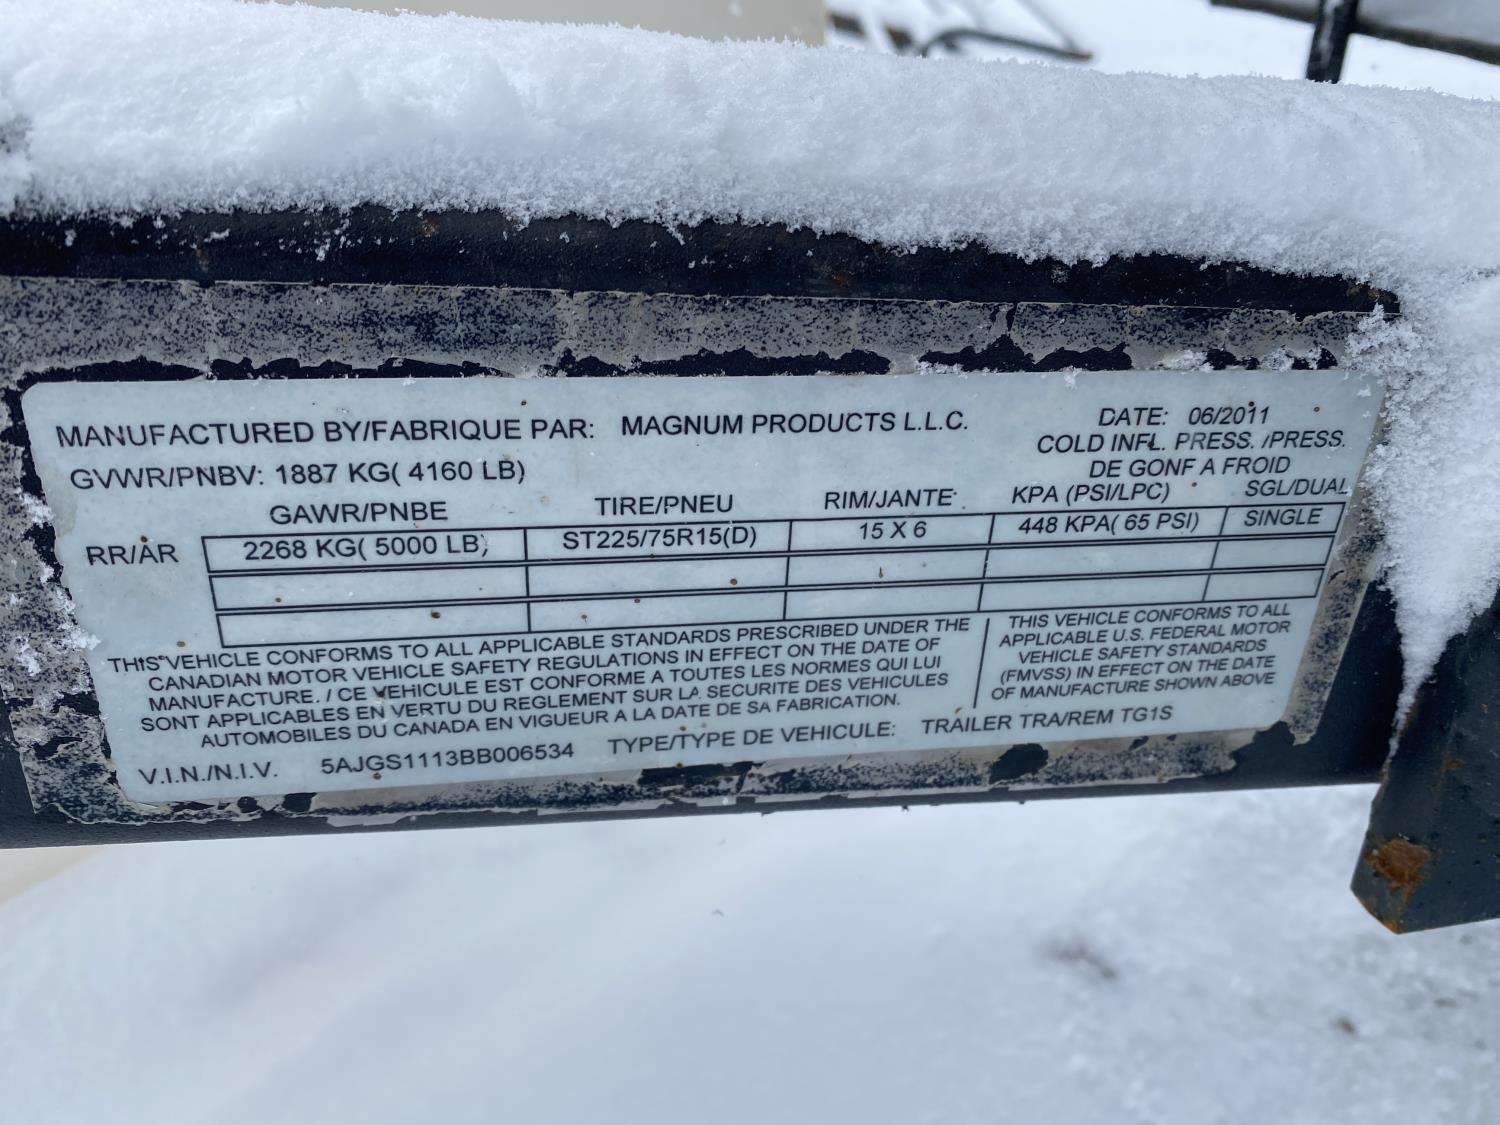 MANUFACTURED BY/FABRIQUE PAR: MAGNUM PRODUCTS L.L.C. DATE: 06/2011
GVWR/PNBV: 1887 KG( 4160 LB) COLD INFL. PRESS. /PRESS.
DE GONF A FROID
GAWR/PNBE TIRE/PNEU RIM/JANTE KPA (PSI/LPC) SGL/DUAL
RR/AR 2268 KG( 5000 LB) ST225/75R15(D) 15 X 6 448 KPA( 65 PSI) SINGLE
THIS VEHICLE CONFORMS TO ALL APPLICABLE STANDARDS PRESCRIBED UNDER THE
CANADIAN MOTOR VEHICLE SAFETY REGULATIONS IN EFFECT ON THE DATE OF
MANUFACTURE. / CE VEHICULE EST CONFORME A TOUTES LES NORMES QUI LUI
SONT APPLICABLES EN VERTU DU REGLEMENT SUR LA SECURITE DES VEHICULES
AUTOMOBILES DU CANADA EN VIGUEUR A LA DATE DE SA FABRICATION.
THIS VEHICLE CONFORMS TO ALL
APPLICABLE U.S. FEDERAL MOTOR
VEHICLE SAFETY STANDARDS
(FMVSS) IN EFFECT ON THE DATE
OF MANUFACTURE SHOWN ABOVE
V.I.N./N.I.V. 5AJGS1113BB006534 TYPE/TYPE DE VEHICULE: TRAILER TRA/REM TG1S